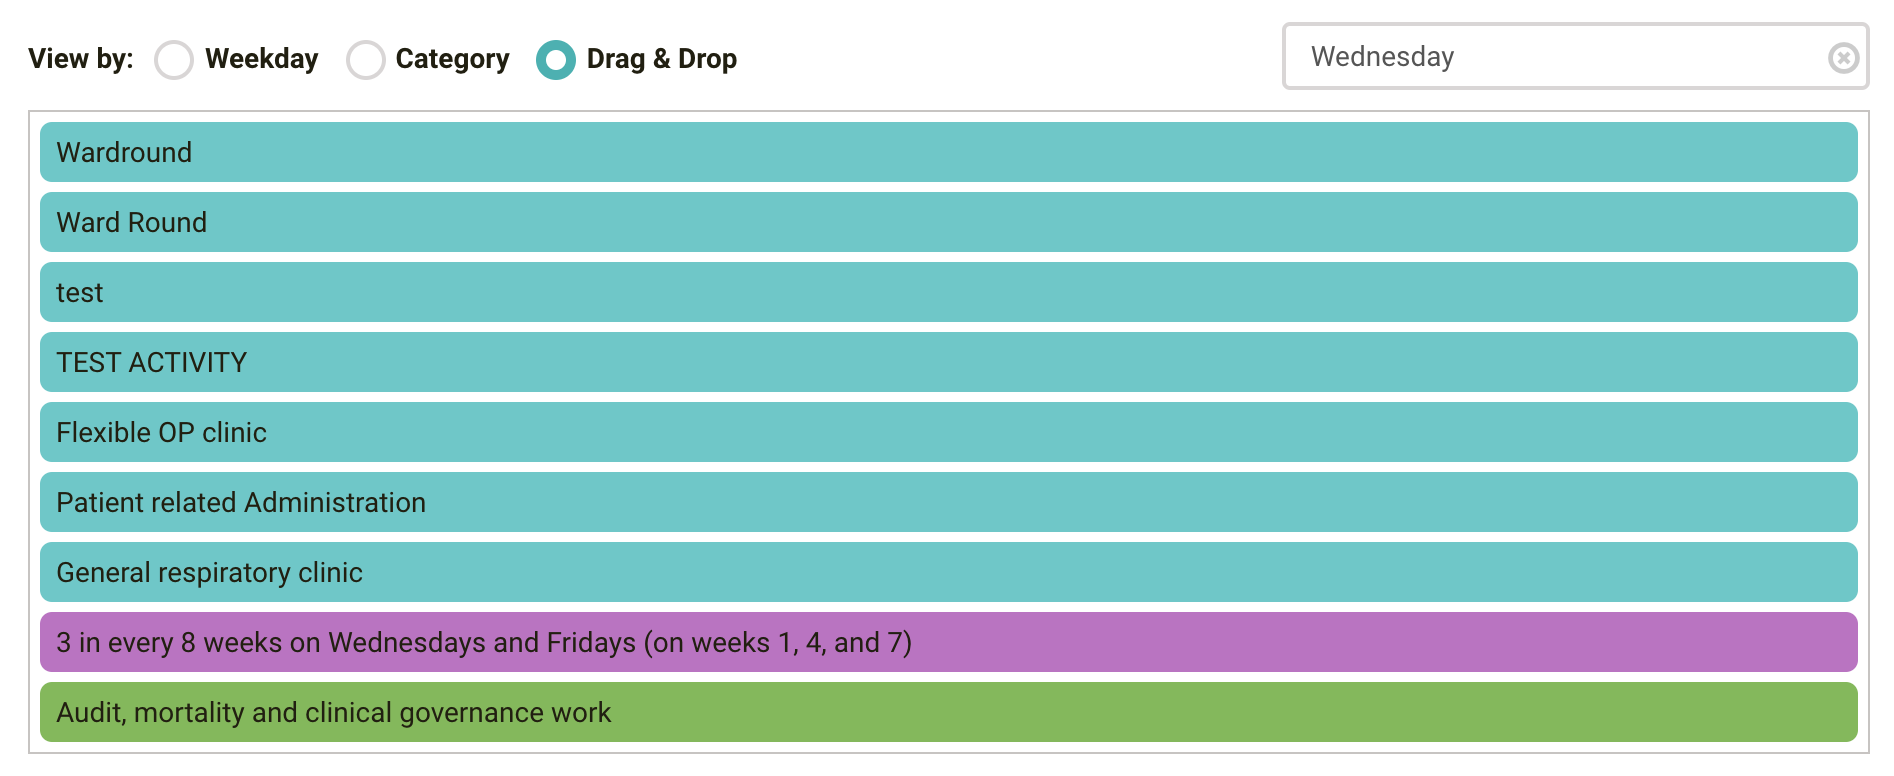 View by: Weekday Category Drag & Drop Wednesday
Wardround
Ward Round
test
TEST ACTIVITY
Flexible OP clinic
Patient related Administration
General respiratory clinic
3 in every 8 weeks on Wednesdays and Fridays (on weeks 1, 4, and 7)
Audit, mortality and clinical governance work